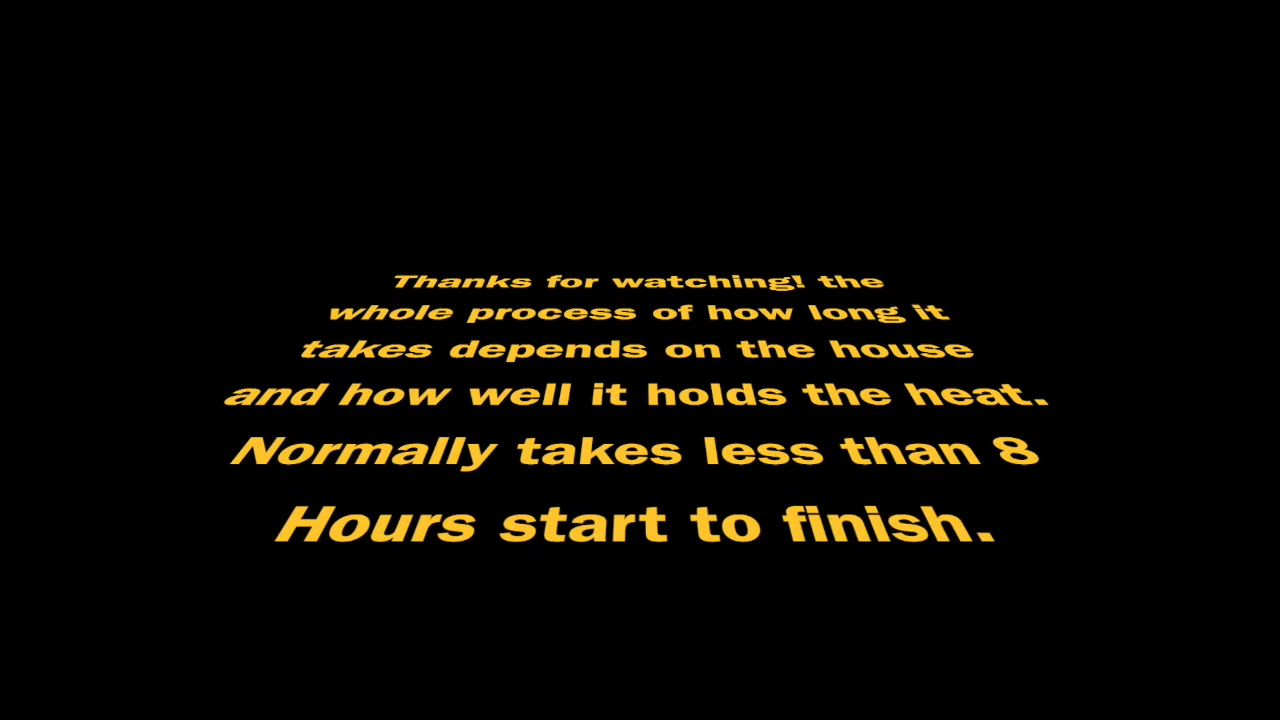 Thanks for watching! the
whole process of how long it
takes depends on the house
and how well it holds the heat.
Normally takes less than 8
Hours start to finish.